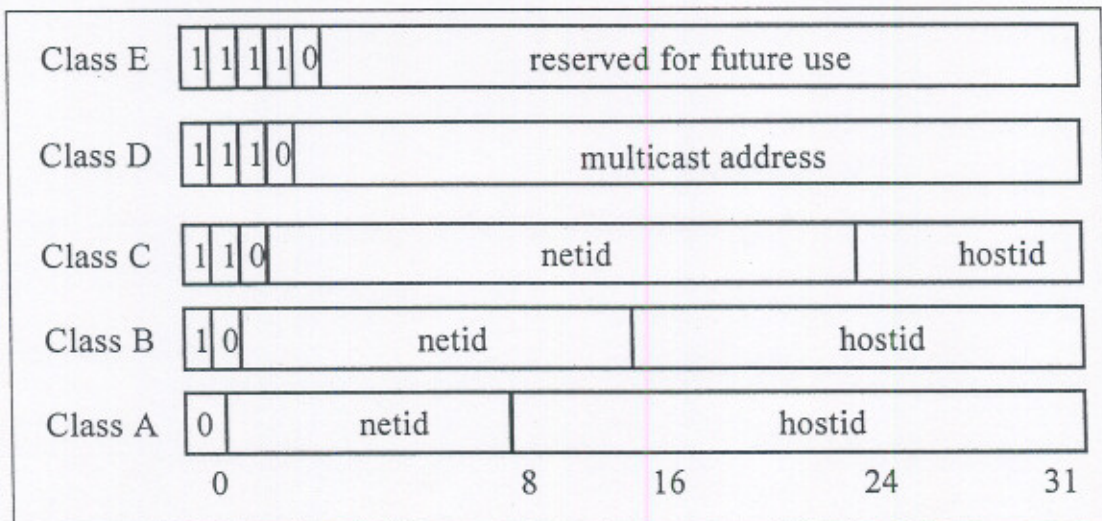 Class E 1 1 1 1 0 reserved for future use
Class D 1 1 1 0 multicast address
Class C 1 1 0 netid hostid
Class B 1 0 netid hostid
Class A 0 netid hostid
0 8 16 24 31